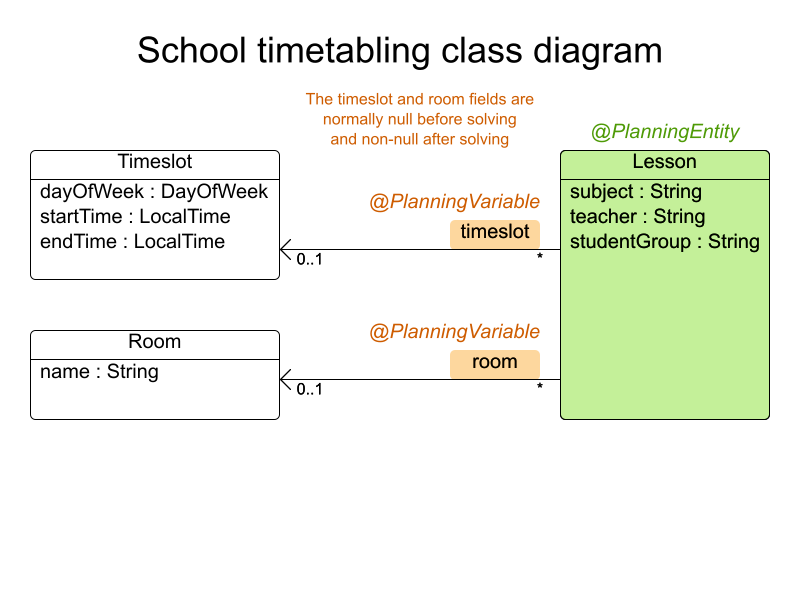 School timetabling class diagram
The timeslot and room fields are
normally null before solving
and non-null after solving
@PlanningEntity
Timeslot
dayOfWeek : DayOfWeek
startTime : LocalTime
endTime : LocalTime
@PlanningVariable
timeslot
0..1
*
Lesson
subject : String
teacher : String
studentGroup : String
Room
name : String
@PlanningVariable
room
0..1
*